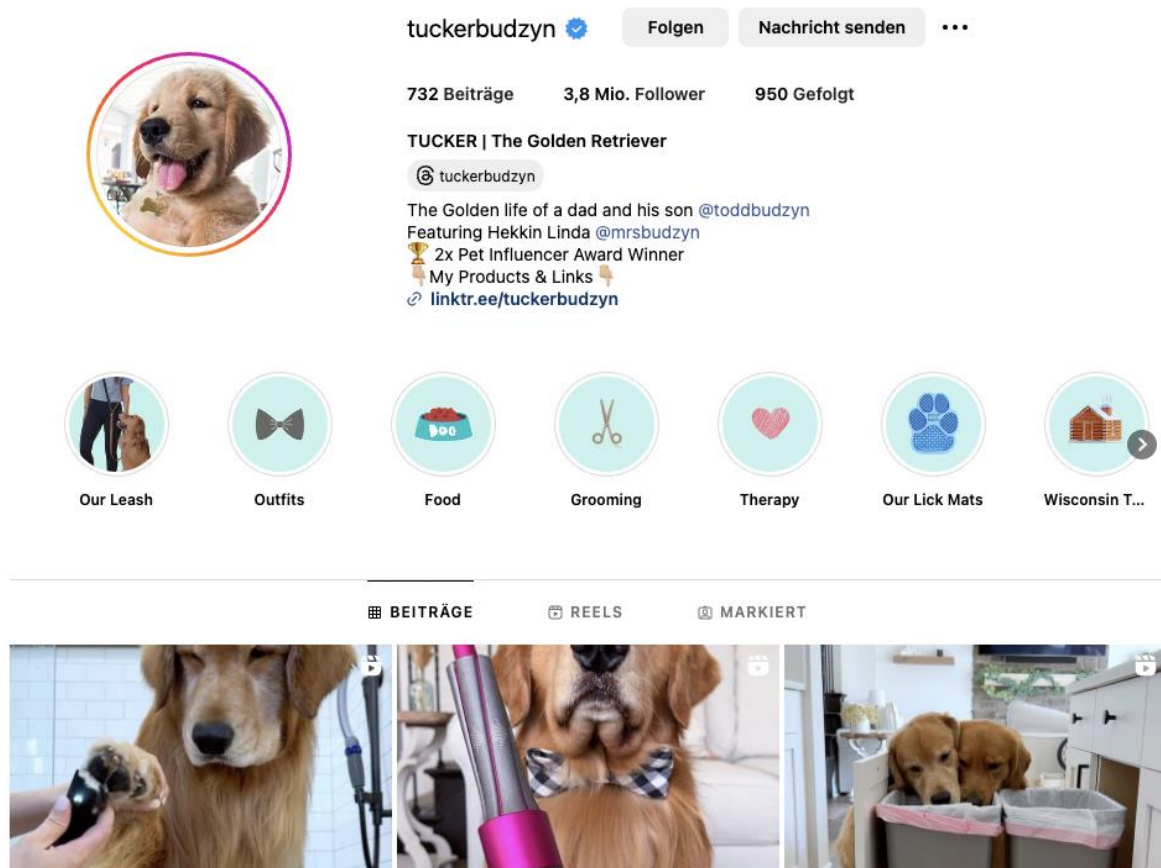 tuckerbudzyn Folgen Nachricht senden
732 Beiträge 3,8 Mio. Follower 950 Gefolgt
TUCKER | The Golden Retriever
tuckerbudzyn
The Golden life of a dad and his son @toddbudzyn
Featuring Hekkin Linda @mrsbudzyn
🏆 2x Pet Influencer Award Winner
👇🏼My Products & Links👇🏼
linktr.ee/tuckerbudzyn
DOG
Our Leash Outfits Food Grooming Therapy Our Lick Mats Wisconsin T...
BEITRÄGE REELS MARKIERT